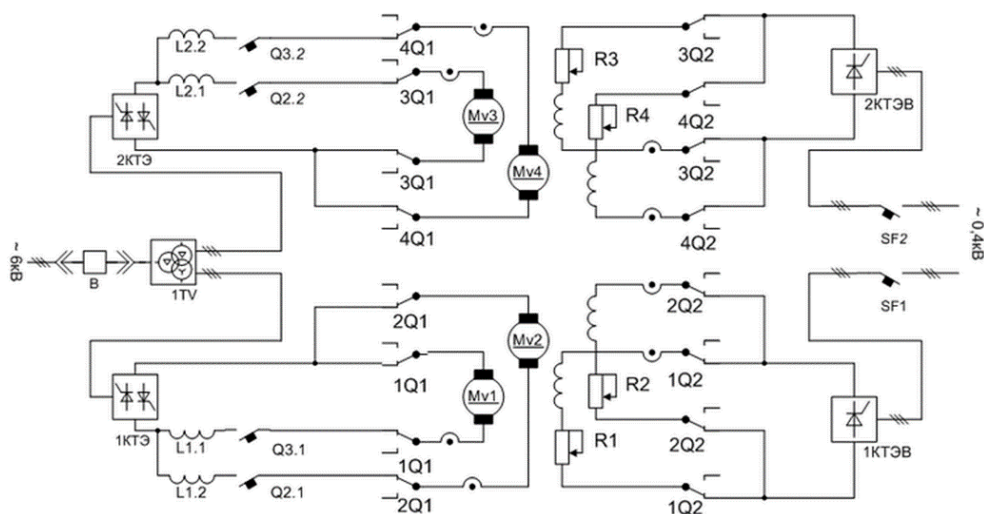 L2.2
Q3.2
4Q1
3Q2
R3
L2.1
Q2.2
3Q1
Mv3
R4
4Q2
2КТЭВ
2КТЭ
3Q1
Mv4
3Q2
4Q1
4Q2
SF2
~ 6кВ
В
1TV
~ 0,4кВ
SF1
2Q1
Mv2
2Q2
1Q1
Mv1
R2
1Q2
1КТЭ
L1.1
Q3.1
1Q1
R1
2Q2
1КТЭВ
L1.2
Q2.1
2Q1
1Q2